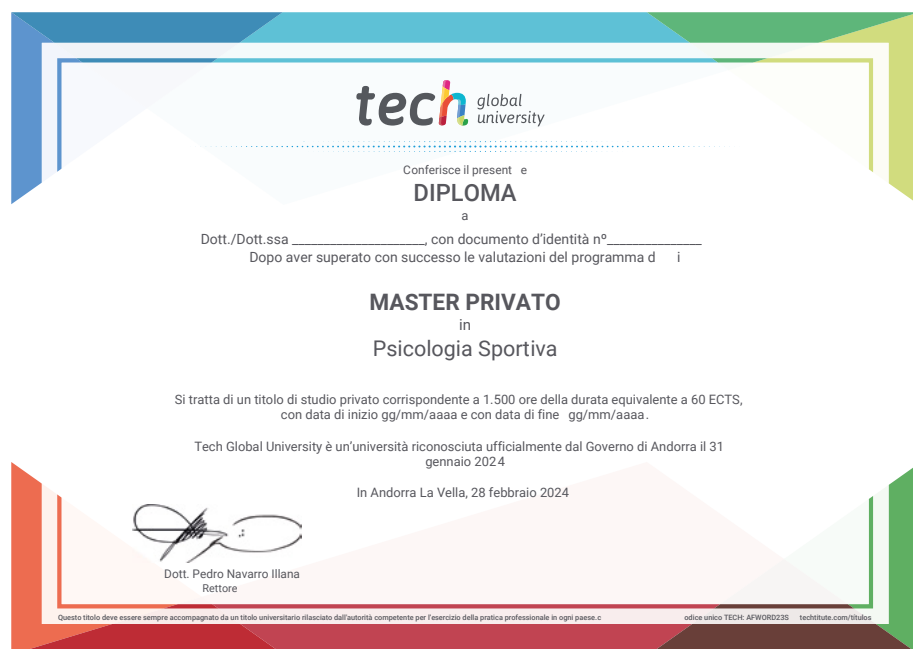 tech global university
Conferisce il present e
DIPLOMA
a
Dott./Dott.ssa ____________________, con documento d'identità nº______________
Dopo aver superato con successo le valutazioni del programma d i
MASTER PRIVATO
in
Psicologia Sportiva
Si tratta di un titolo di studio privato corrispondente a 1.500 ore della durata equivalente a 60 ECTS,
con data di inizio gg/mm/aaaa e con data di fine gg/mm/aaaa.
Tech Global University è un'università riconosciuta ufficialmente dal Governo di Andorra il 31
gennaio 2024
In Andorra La Vella, 28 febbraio 2024
Dott. Pedro Navarro Illana
Rettore
Questo titolo deve essere sempre accompagnato da un titolo universitario rilasciato dall'autorità competente per l'esercizio della pratica professionale in ogni paese.c odice unico TECH: AFWORD23S techtitute.com/titulos